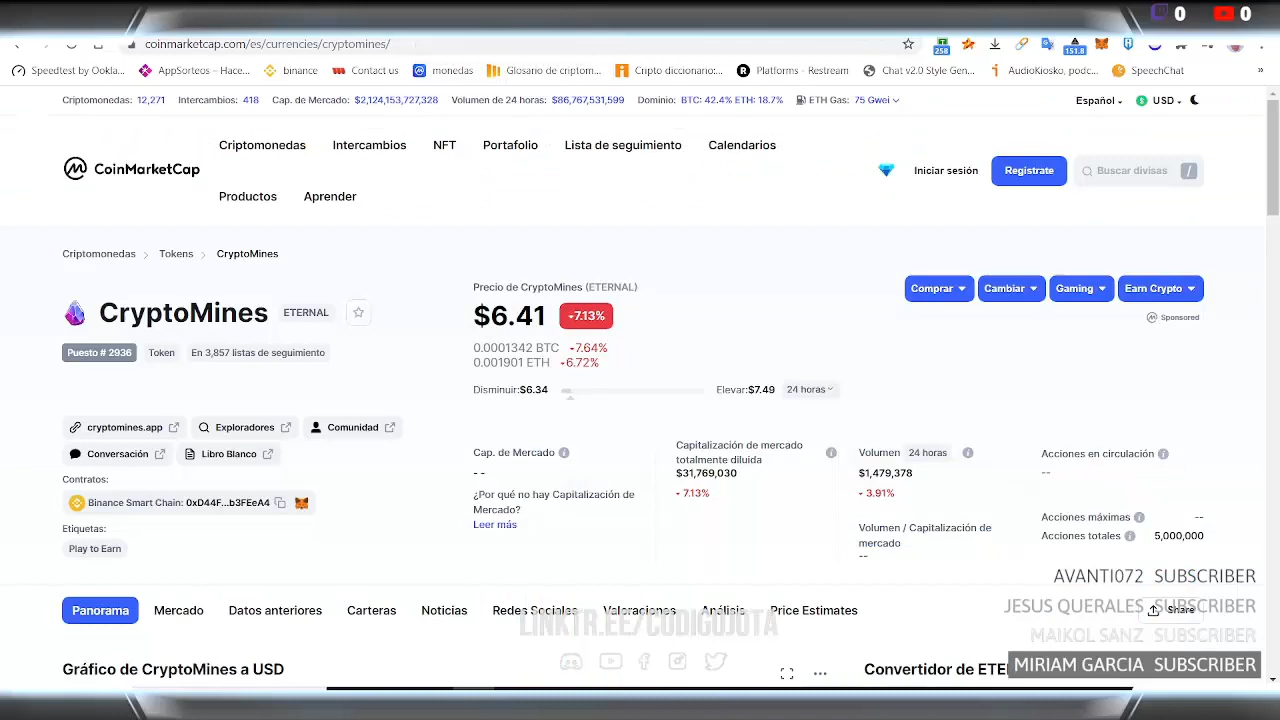 0 0
coinmarketcap.com/es/currencies/cryptomines/
258 151.8
Speedtest by Ookla... AppSorteos – Hace... binance Contact us monedas Glosario de criptom... Cripto diccionario:... Platforms - Restream Chat v2.0 Style Gen... AudioKiosko, podc... SpeechChat »
Criptomonedas: 12,271 Intercambios: 418 Cap. de Mercado: $2,124,153,727,328 Volumen de 24 horas: $86,767,531,599 Dominio: BTC: 42.4% ETH: 18.7% ETH Gas: 75 Gwei Español USD
Criptomonedas Intercambios NFT Portafolio Lista de seguimiento Calendarios
CoinMarketCap Iniciar sesión Registrate Buscar divisas /
Productos Aprender
Criptomonedas Tokens CryptoMines
CryptoMines ETERNAL
Puesto # 2936 Token En 3,857 listas de seguimiento
Precio de CryptoMines (ETERNAL)
$6.41 7.13%
0.0001342 BTC 7.64%
0.001901 ETH 6.72%
Disminuir:$6.34 Elevar:$7.49 24 horas
Comprar Cambiar Gaming Earn Crypto
Sponsored
cryptomines.app Exploradores Comunidad
Conversación Libro Blanco
Contratos:
Binance Smart Chain: 0xD44F...b3FEeA4
Etiquetas:
Play to Earn
Cap. de Mercado
- -
¿Por qué no hay Capitalización de
Mercado?
Leer más
Capitalización de mercado
totalmente diluida
$31,769,030
7.13%
Volumen 24 horas
$1,479,378
3.91%
Volumen / Capitalización de
mercado
--
Acciones en circulación
--
Acciones máximas --
Acciones totales 5,000,000
AVANTI072 SUBSCRIBER
JESUS QUERALES SUBSCRIBER
MAIKOL SANZ SUBSCRIBER
MIRIAM GARCIA SUBSCRIBER
Panorama Mercado Datos anteriores Carteras Noticias Redes Sociales Valoraciones Análisis Price Estimates Share
LINKTR.EE/CODIGOJOTA
Gráfico de CryptoMines a USD ... Convertidor de ETE